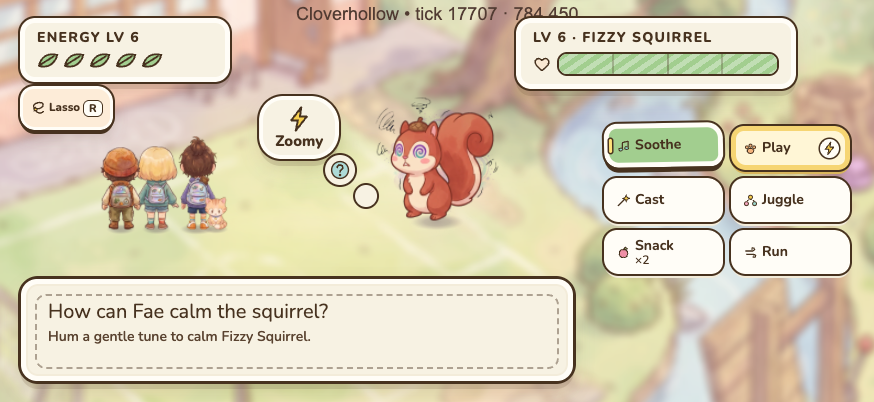 Cloverhollow • tick 17707 · 784,450
ENERGY LV 6
LV 6 · FIZZY SQUIRREL
Lasso R
Zoomy
?
Soothe
Play
Cast
Juggle
Snack
×2
Run
How can Fae calm the squirrel?
Hum a gentle tune to calm Fizzy Squirrel.